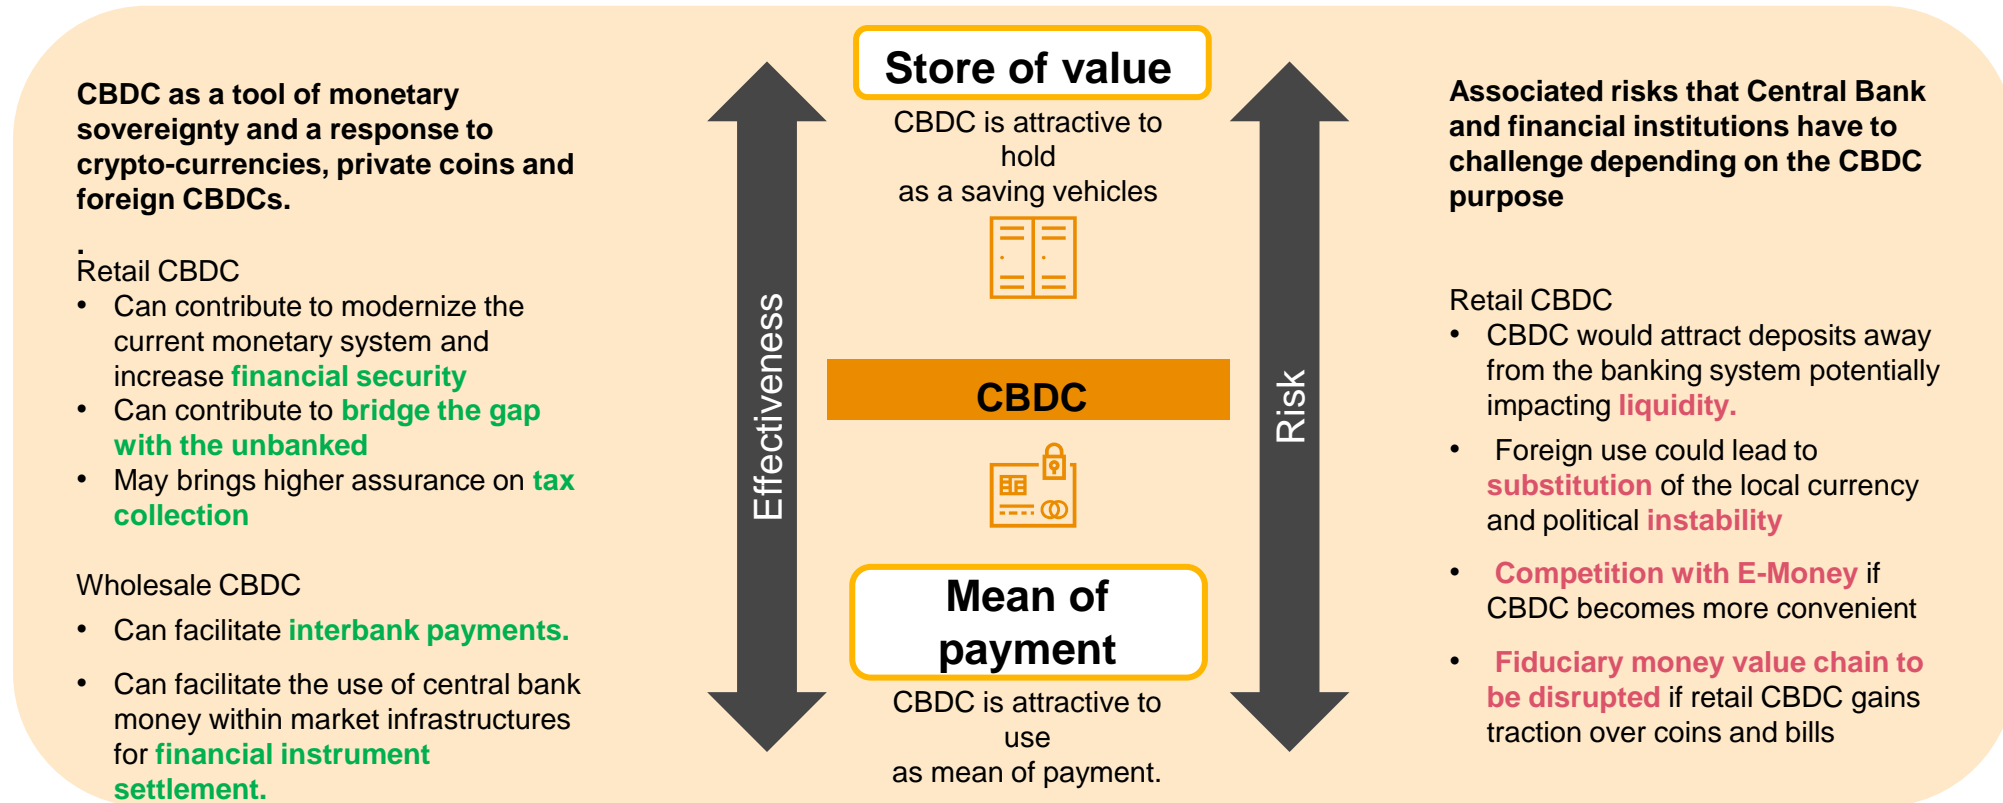 CBDC as a tool of monetary
sovereignty and a response to
crypto-currencies, private coins and
foreign CBDCs.
.
Retail CBDC
• Can contribute to modernize the
current monetary system and
increase financial security
• Can contribute to bridge the gap
with the unbanked
• May brings higher assurance on tax
collection
Wholesale CBDC
• Can facilitate interbank payments.
• Can facilitate the use of central bank
money within market infrastructures
for financial instrument
settlement.
Effectiveness
Store of value
CBDC is attractive to
hold
as a saving vehicles
CBDC
Mean of
payment
CBDC is attractive to
use
as mean of payment.
Risk
Associated risks that Central Bank
and financial institutions have to
challenge depending on the CBDC
purpose
Retail CBDC
• CBDC would attract deposits away
from the banking system potentially
impacting liquidity.
• Foreign use could lead to
substitution of the local currency
and political instability
• Competition with E-Money if
CBDC becomes more convenient
• Fiduciary money value chain to
be disrupted if retail CBDC gains
traction over coins and bills